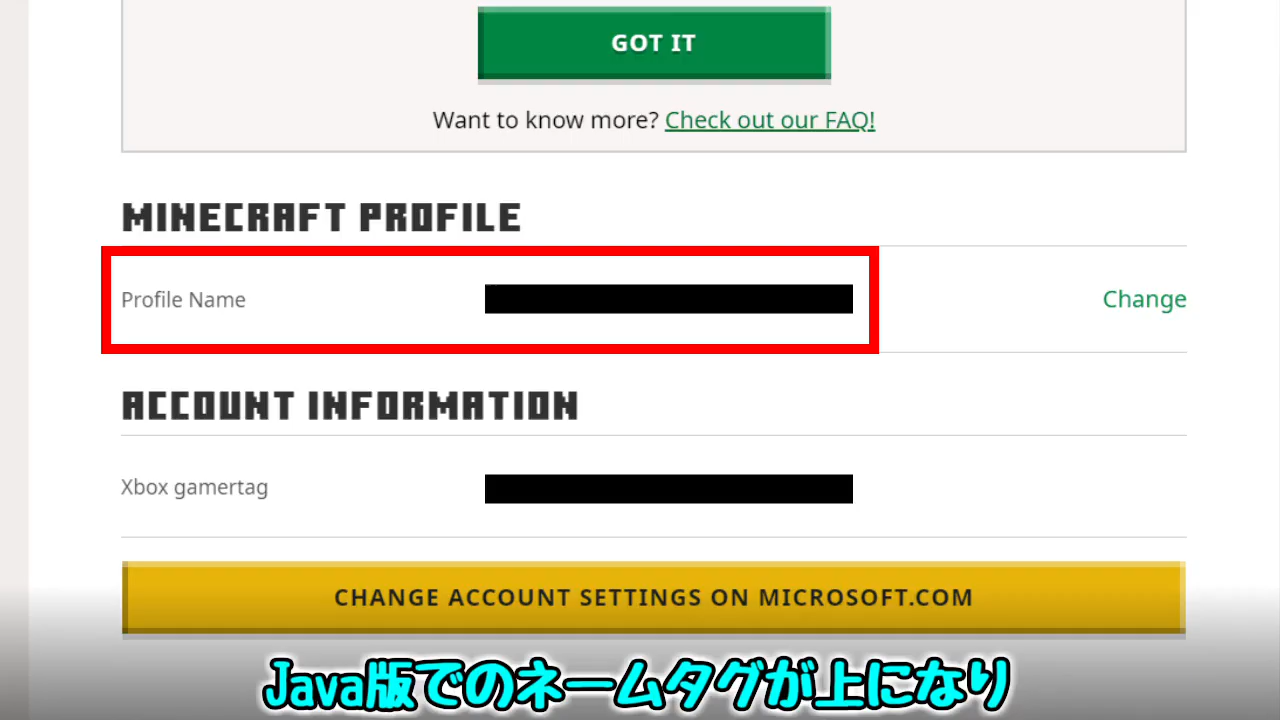 GOT IT
Want to know more? Check out our FAQ!
MINECRAFT PROFILE
Profile Name
Change
ACCOUNT INFORMATION
Xbox gamertag
CHANGE ACCOUNT SETTINGS ON MICROSOFT.COM
Java版でのネームタグが上になり